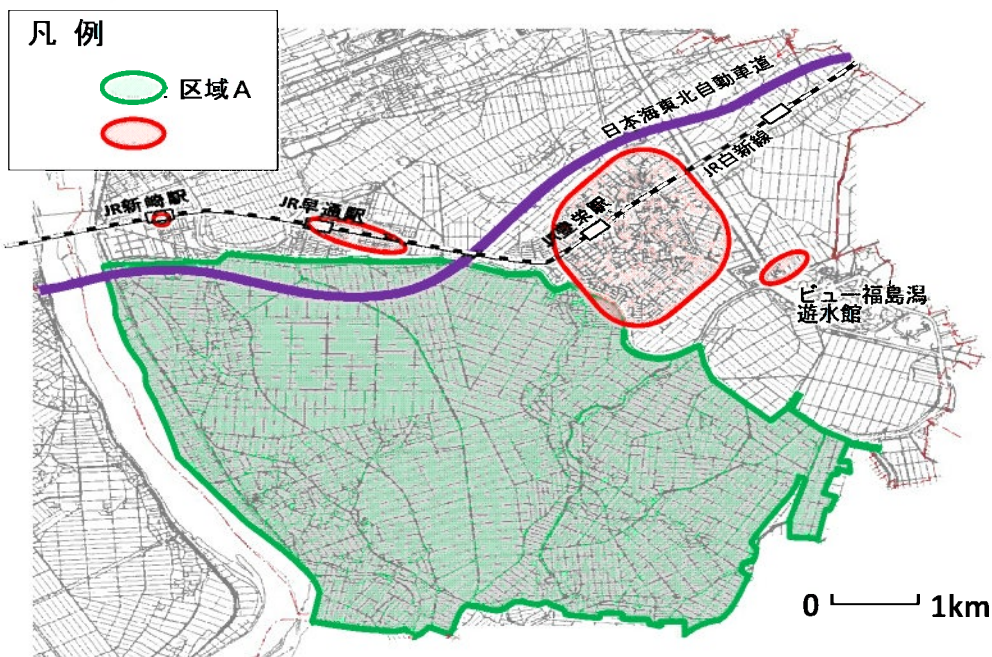 凡 例
区域A
日本海東北自動車道
JR白新線
JR新崎駅
JR早通駅
JR豊栄駅
ビュー福島潟
遊水館
0 1km